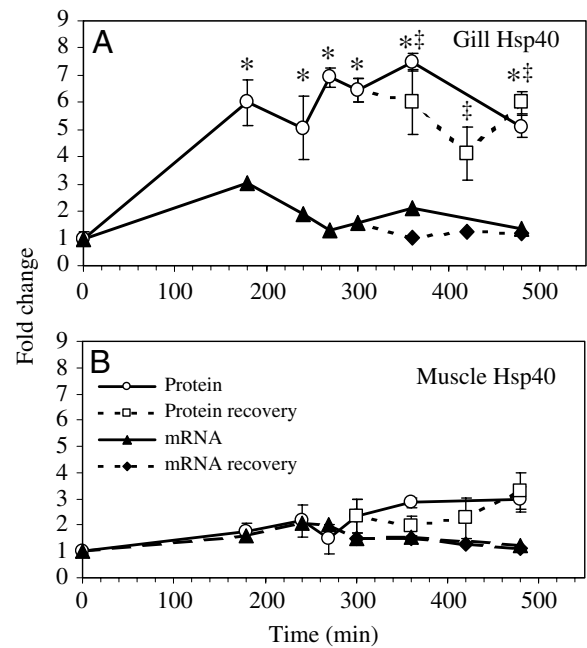 A
Gill Hsp40
9
8
7
6
5
4
3
2
1
0
* * * * *‡ ‡ *‡
0 100 200 300 400 500
Fold change
B
Muscle Hsp40
9
8
7
6
5
4
3
2
1
0
Protein
Protein recovery
mRNA
mRNA recovery
0 100 200 300 400 500
Time (min)